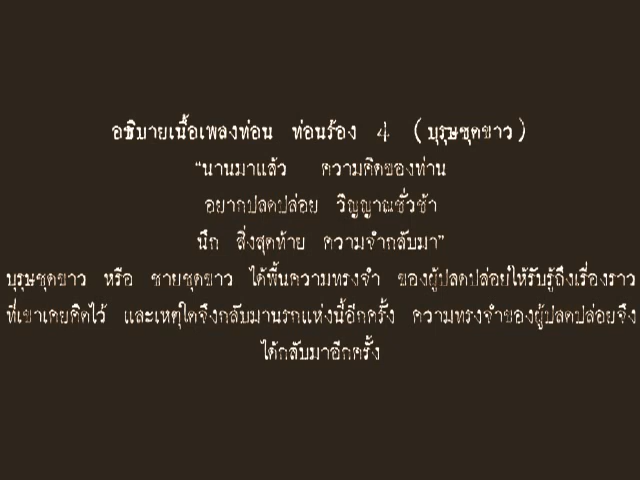 อธิบายเนื้อเพลงท่อน ท่อนร้อง 4 (บุรุษชุดขาว)
“นานมาแล้ว ความคิดของท่าน
อยากปลดปล่อย วิญญาณชั่วช้า
นึก สิ่งสุดท้าย ความจำกลับมา”
บุรุษชุดขาว หรือ ชายชุดขาว ได้ฟื้นความทรงจำ ของผู้ปลดปล่อยให้รับรู้ถึงเรื่องราว
ที่เขาเคยคิดไว้ และเหตุใดจึงกลับมานรกแห่งนี้อีกครั้ง ความทรงจำของผู้ปลดปล่อยจึง
ได้กลับมาอีกครั้ง